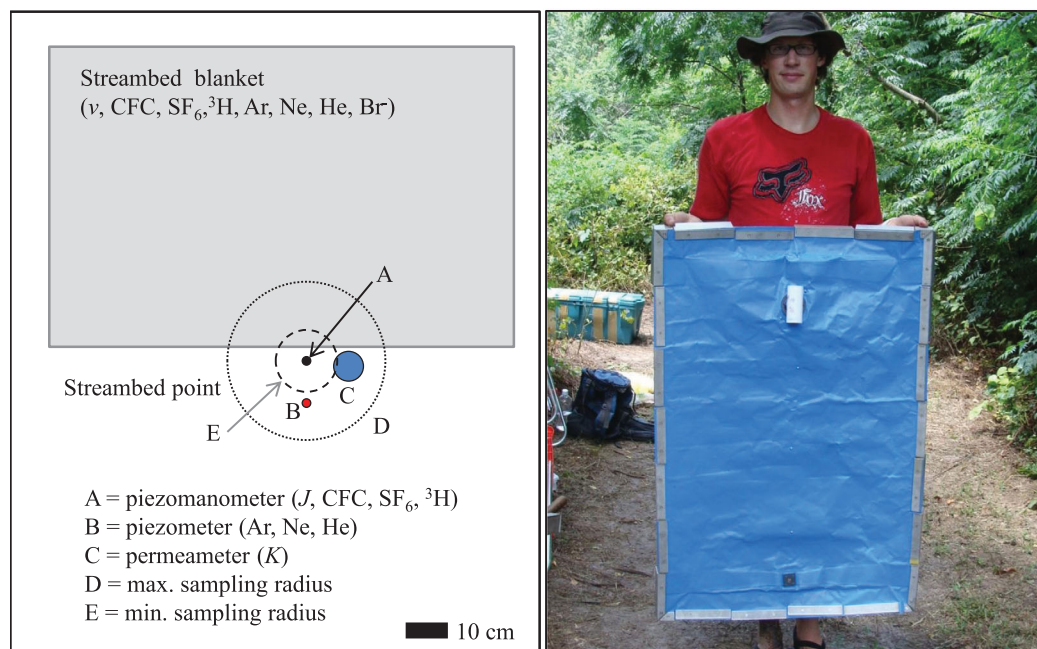 Streambed blanket
(v, CFC, SF₆,³H, Ar, Ne, He, Br⁻)
A
Streambed point
B
C
E
D
A = piezomanometer (J, CFC, SF₆, ³H)
B = piezometer (Ar, Ne, He)
C = permeameter (K)
D = max. sampling radius
E = min. sampling radius
10 cm
Fox